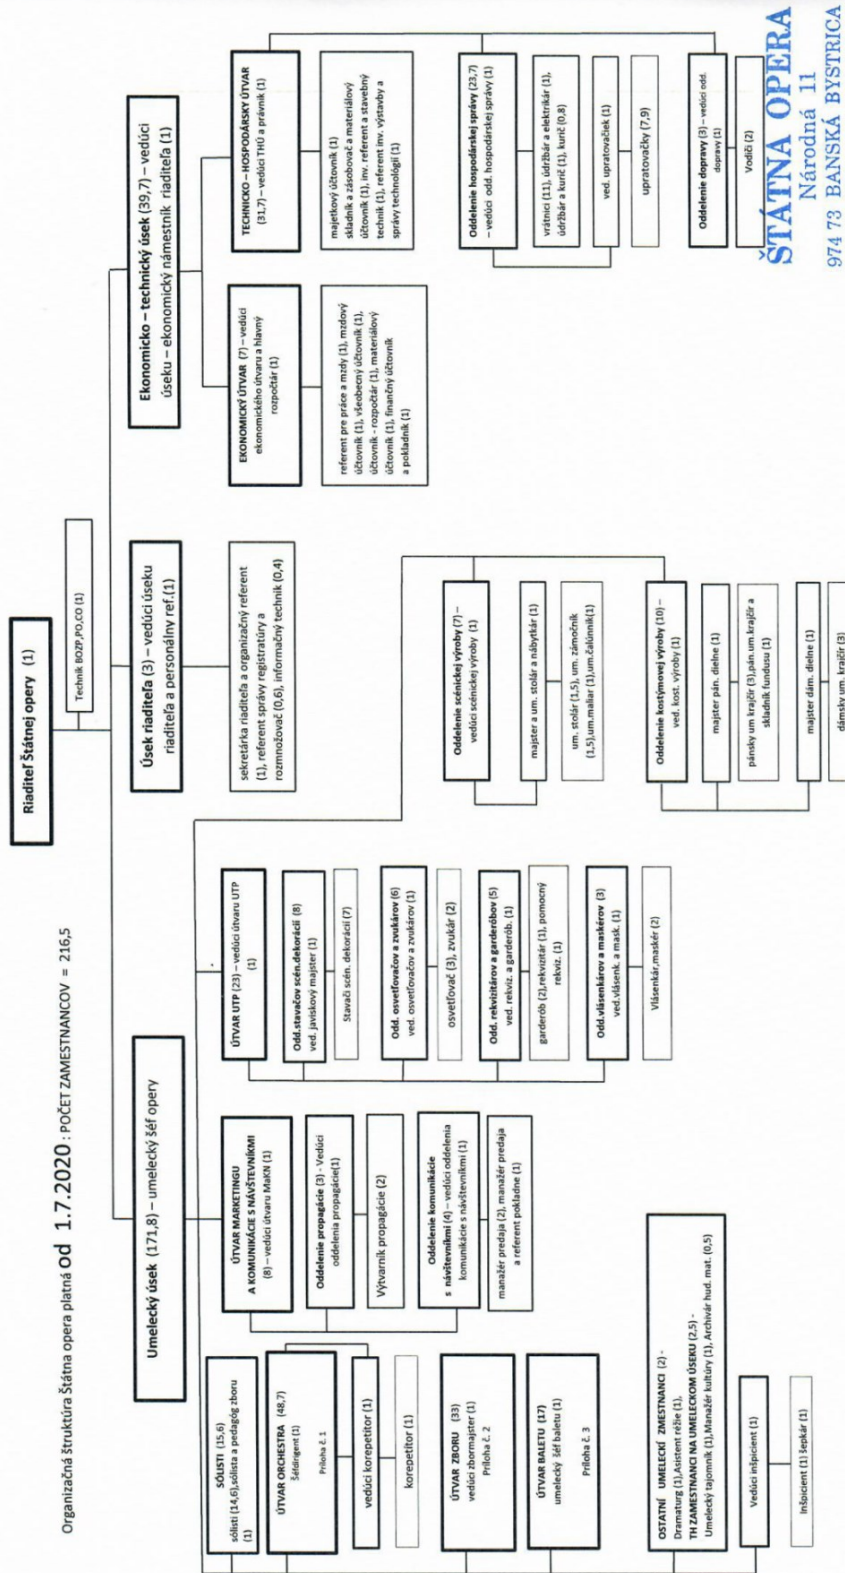 Organizačná štruktúra Štátna opera platná od 1.7.2020 : POČET ZAMESTNANCOV = 216,5
Riaditeľ Štátnej opery (1)
Technik BOZP,PO,CO (1)
Umelecký úsek (171,8) – umelecký šéf opery
Úsek riaditeľa (3) – vedúci úseku
riaditeľa a personálny ref.(1)
sekretárka riaditeľa a organizačný referent
(1), referent správy registratúry a
rozmnožovač (0,6), informačný technik (0,4)
Ekonomicko – technický úsek (39,7) – vedúci
úseku – ekonomický námestník riaditeľa (1)
SÓLISTI (15,6)
sólisti (14,6),sólista a pedagóg zboru
(1)
ÚTVAR ORCHESTRA (48,7)
Šéfdirigent (1)
Príloha č. 1
vedúci korepetítor (1)
korepetítor (1)
ÚTVAR ZBORU (33)
vedúci zbormajster (1)
Príloha č. 2
ÚTVAR BALETU (17)
umelecký šéf baletu (1)
Príloha č. 3
OSTATNÍ UMELECKÍ ZMESTNANCI (2) -
Dramaturg (1),Asistent réžie (1),
TH ZAMESTNANCI NA UMELECKOM ÚSEKU (2,5) -
Umelecký tajomník (1),Manažér kultúry (1), Archivár hud. mat. (0,5)
Vedúci inšpicient (1)
Inšpicient (1) šepkár (1)
ÚTVAR MARKETINGU
A KOMUNIKÁCIE S NÁVŠTEVNÍKMI
(8) – vedúci útvaru MaKN (1)
Oddelenie propagácie (3) - Vedúci
oddelenia propagácie(1)
Výtvarník propagácie (2)
Oddelenie komunikácie
s návštevníkmi (4) – vedúci oddelenia
komunikácie s návštevníkmi (1)
manažér predaja (2), manažér predaja
a referent pokladne (1)
ÚTVAR UTP (23) – vedúci útvaru UTP
(1)
Odd.stavačov scén.dekorácií (8)
ved. javiskový majster (1)
Stavači scén. dekorácií (7)
Odd. osvetľovačov a zvukárov (6)
ved. osvetľovačov a zvukárov (1)
osvetľovač (3), zvukár (2)
Odd. rekvizitárov a garderóbov (5)
ved. rekviz. a garderób. (1)
garderób (2),rekvizitár (1), pomocný
rekviz. (1)
Odd.vlásenkárov a maskérov (3)
ved.vlásenk. a mask. (1)
Vlásenkár,maskér (2)
Oddelenie scénickej výroby (7) –
vedúci scénickej výroby (1)
majster a um. stolár a nábytkár (1)
um. stolár (1,5), um. zámočník
(1,5),um.maliar (1),um.čalúnnik(1)
Oddelenie kostýmovej výroby (10) –
ved. kost. výroby (1)
majster pán. dielne (1)
pánsky um krajčír (3),pán.um.krajčír a
skladník fundusu (1)
majster dám. dielne (1)
dámsky um. krajčír (3)
EKONOMICKÝ ÚTVAR (7) – vedúci
ekonomického útvaru a hlavný
rozpočtár (1)
referent pre práce a mzdy (1), mzdový
účtovník (1), všeobecný účtovník (1),
účtovník - rozpočtár (1), materiálový
účtovník (1), finančný účtovník
a pokladník (1)
TECHNICKO – HOSPODÁRSKY ÚTVAR
(31,7) – vedúci THÚ a právnik (1)
majetkový účtovník (1)
skladník a zásobovač a materiálový
účtovník (1), inv. referent a stavebný
technik (1), referent inv. výstavby a
správy technológií (1)
Oddelenie hospodárskej správy (23,7)
– vedúci odd. hospodárskej správy (1)
vrátnici (11), údržbár a elektrikár (1),
údržbár a kurič (1), kurič (0,8)
ved. upratovačiek (1)
upratovačky (7,9)
Oddelenie dopravy (3) – vedúci odd.
dopravy (1)
Vodiči (2)
ŠTÁTNA OPERA
Národná 11
974 73 BANSKÁ BYSTRICA